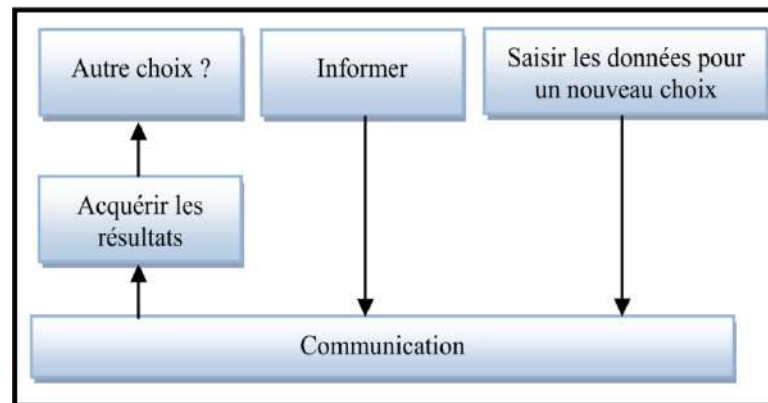 Autre choix ?
Informer
Saisir les données pour
un nouveau choix
Acquérir les
résultats
Communication